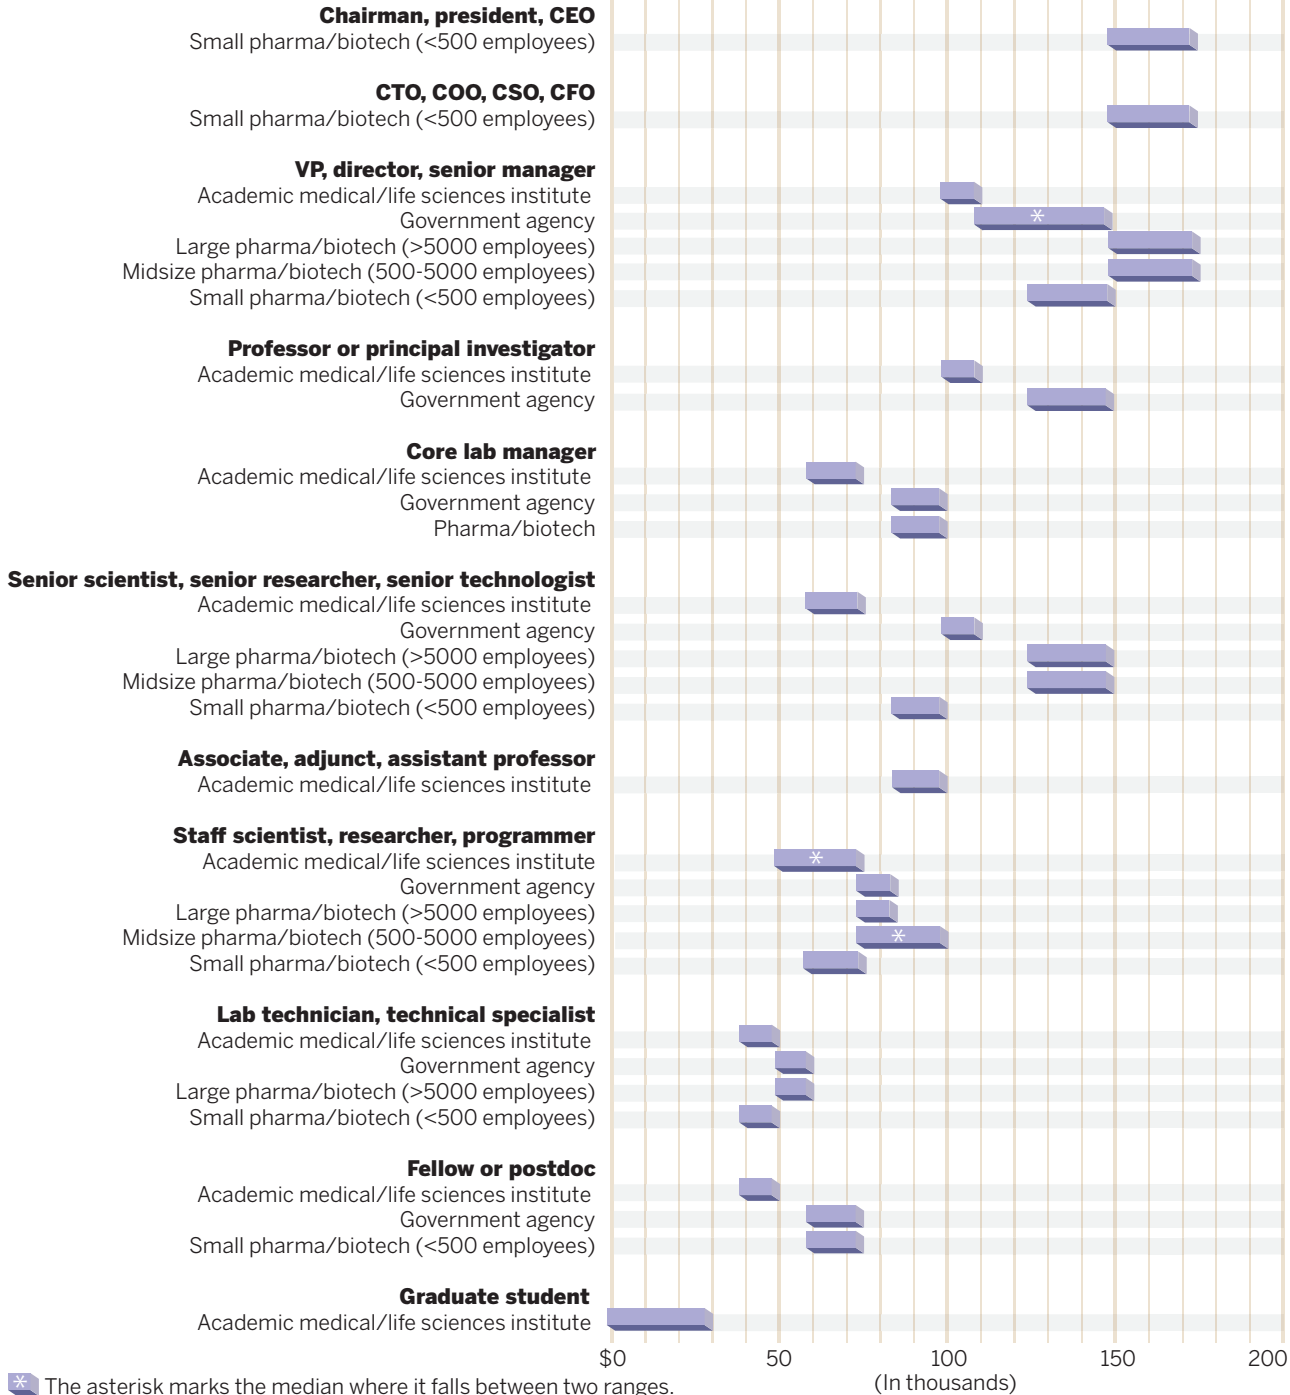 Chairman, president, CEO
Small pharma/biotech (<500 employees)
CTO, COO, CSO, CFO
Small pharma/biotech (<500 employees)
VP, director, senior manager
Academic medical/life sciences institute
Government agency
*
Large pharma/biotech (>5000 employees)
Midsize pharma/biotech (500-5000 employees)
Small pharma/biotech (<500 employees)
Professor or principal investigator
Academic medical/life sciences institute
Government agency
Core lab manager
Academic medical/life sciences institute
Government agency
Pharma/biotech
Senior scientist, senior researcher, senior technologist
Academic medical/life sciences institute
Government agency
Large pharma/biotech (>5000 employees)
Midsize pharma/biotech (500-5000 employees)
Small pharma/biotech (<500 employees)
Associate, adjunct, assistant professor
Academic medical/life sciences institute
Staff scientist, researcher, programmer
Academic medical/life sciences institute
*
Government agency
Large pharma/biotech (>5000 employees)
Midsize pharma/biotech (500-5000 employees)
*
Small pharma/biotech (<500 employees)
Lab technician, technical specialist
Academic medical/life sciences institute
Government agency
Large pharma/biotech (>5000 employees)
Small pharma/biotech (<500 employees)
Fellow or postdoc
Academic medical/life sciences institute
Government agency
Small pharma/biotech (<500 employees)
Graduate student
Academic medical/life sciences institute
$0 50 100 150 200
(In thousands)
* The asterisk marks the median where it falls between two ranges.